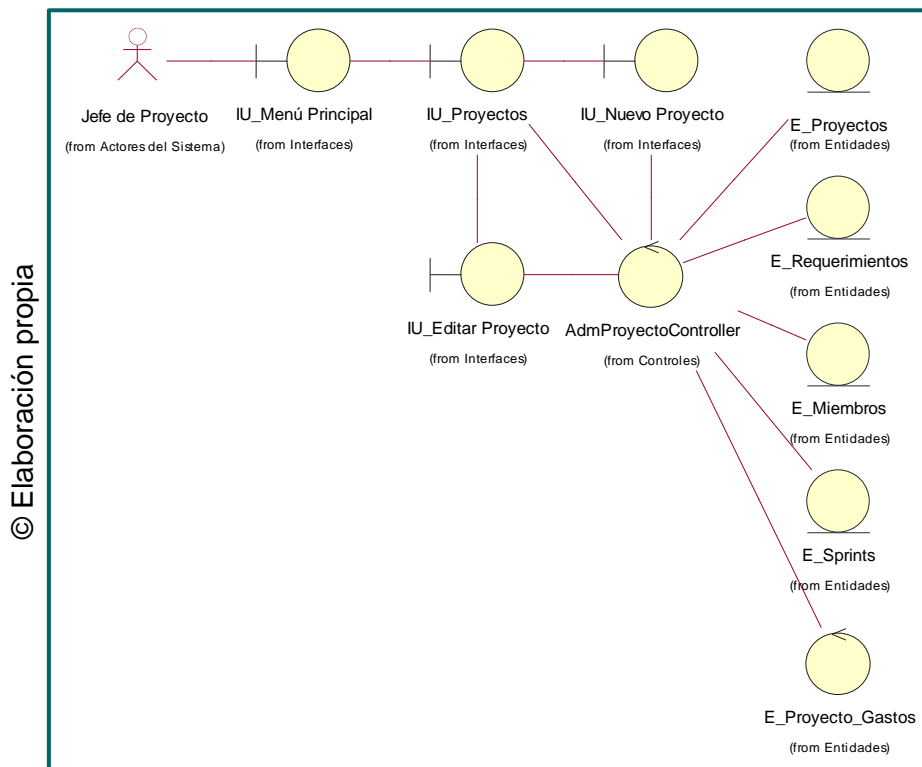 © Elaboración propia
Jefe de Proyecto
(from Actores del Sistema)
IU_Menú Principal
(from Interfaces)
IU_Proyectos
(from Interfaces)
IU_Nuevo Proyecto
(from Interfaces)
E_Proyectos
(from Entidades)
E_Requerimientos
(from Entidades)
IU_Editar Proyecto
(from Interfaces)
AdmProyectoController
(from Controles)
E_Miembros
(from Entidades)
E_Sprints
(from Entidades)
E_Proyecto_Gastos
(from Entidades)